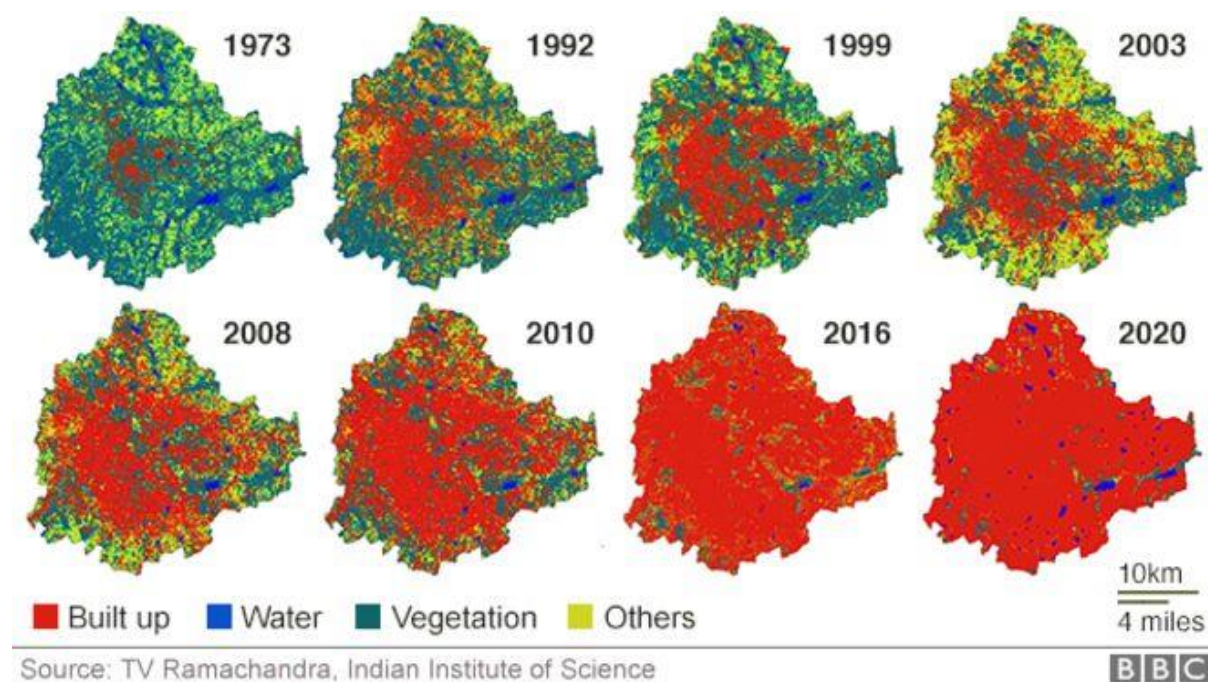 1973
1992
1999
2003
2008
2010
2016
2020
10km
4 miles
Built up
Water
Vegetation
Others
Source: TV Ramachandra, Indian Institute of Science
BBC